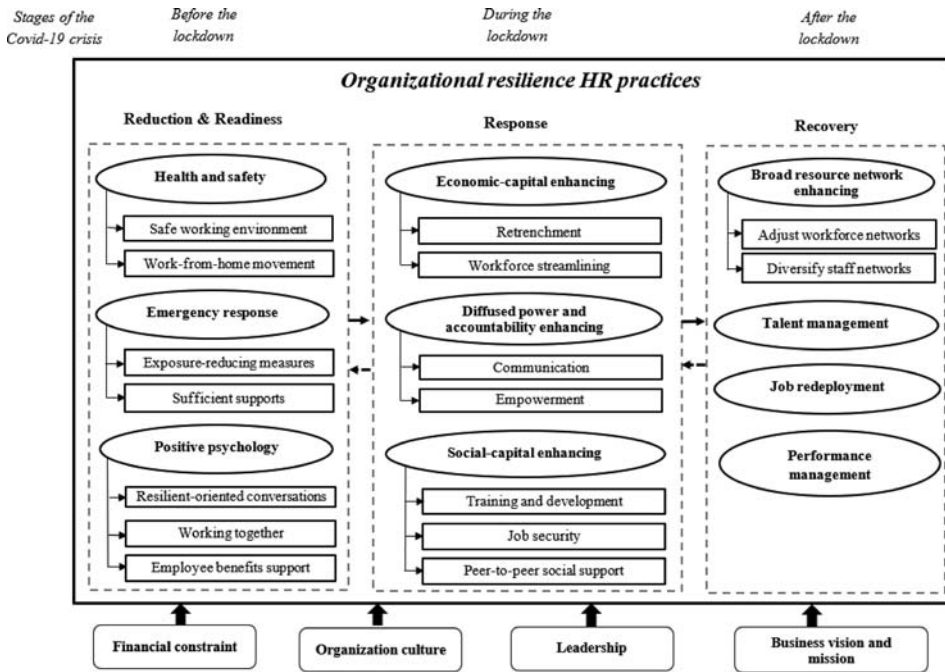 Stages of the
Covid-19 crisis
Before the
lockdown
During the
lockdown
After the
lockdown
Organizational resilience HR practices
Reduction & Readiness
Health and safety
Safe working environment
Work-from-home movement
Emergency response
Exposure-reducing measures
Sufficient supports
Positive psychology
Resilient-oriented conversations
Working together
Employee benefits support
Response
Economic-capital enhancing
Retrenchment
Workforce streamlining
Diffused power and
accountability enhancing
Communication
Empowerment
Social-capital enhancing
Training and development
Job security
Peer-to-peer social support
Recovery
Broad resource network
enhancing
Adjust workforce networks
Diversify staff networks
Talent management
Job redeployment
Performance
management
Financial constraint
Organization culture
Leadership
Business vision and
mission